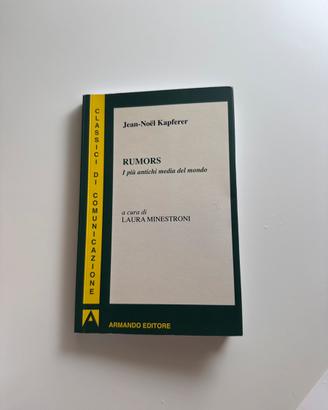 Jean-Noël Kapferer
RUMORS
I più antichi media del mondo
a cura di
LAURA MINESTRONI
CLASSICI DI COMUNICAZIONE
A
ARMANDO EDITORE